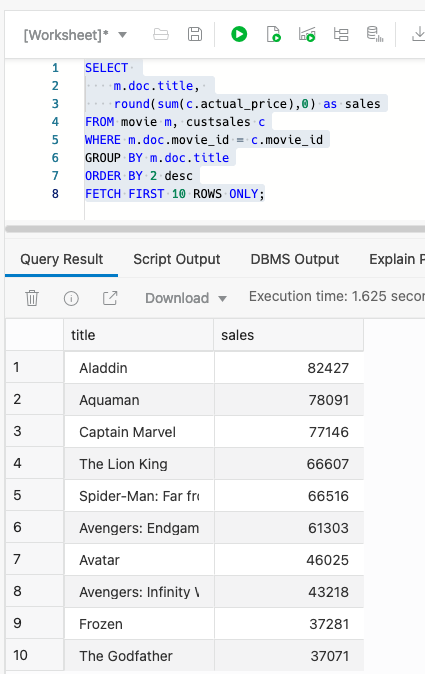 [Worksheet]*
1 SELECT
2 m.doc.title,
3 round(sum(c.actual_price),0) as sales
4 FROM movie m, custsales c
5 WHERE m.doc.movie_id = c.movie_id
6 GROUP BY m.doc.title
7 ORDER BY 2 desc
8 FETCH FIRST 10 ROWS ONLY;
Query Result Script Output DBMS Output Explain P
Download Execution time: 1.625 secon
title sales
1 Aladdin 82427
2 Aquaman 78091
3 Captain Marvel 77146
4 The Lion King 66607
5 Spider-Man: Far fr 66516
6 Avengers: Endgam 61303
7 Avatar 46025
8 Avengers: Infinity 43218
9 Frozen 37281
10 The Godfather 37071